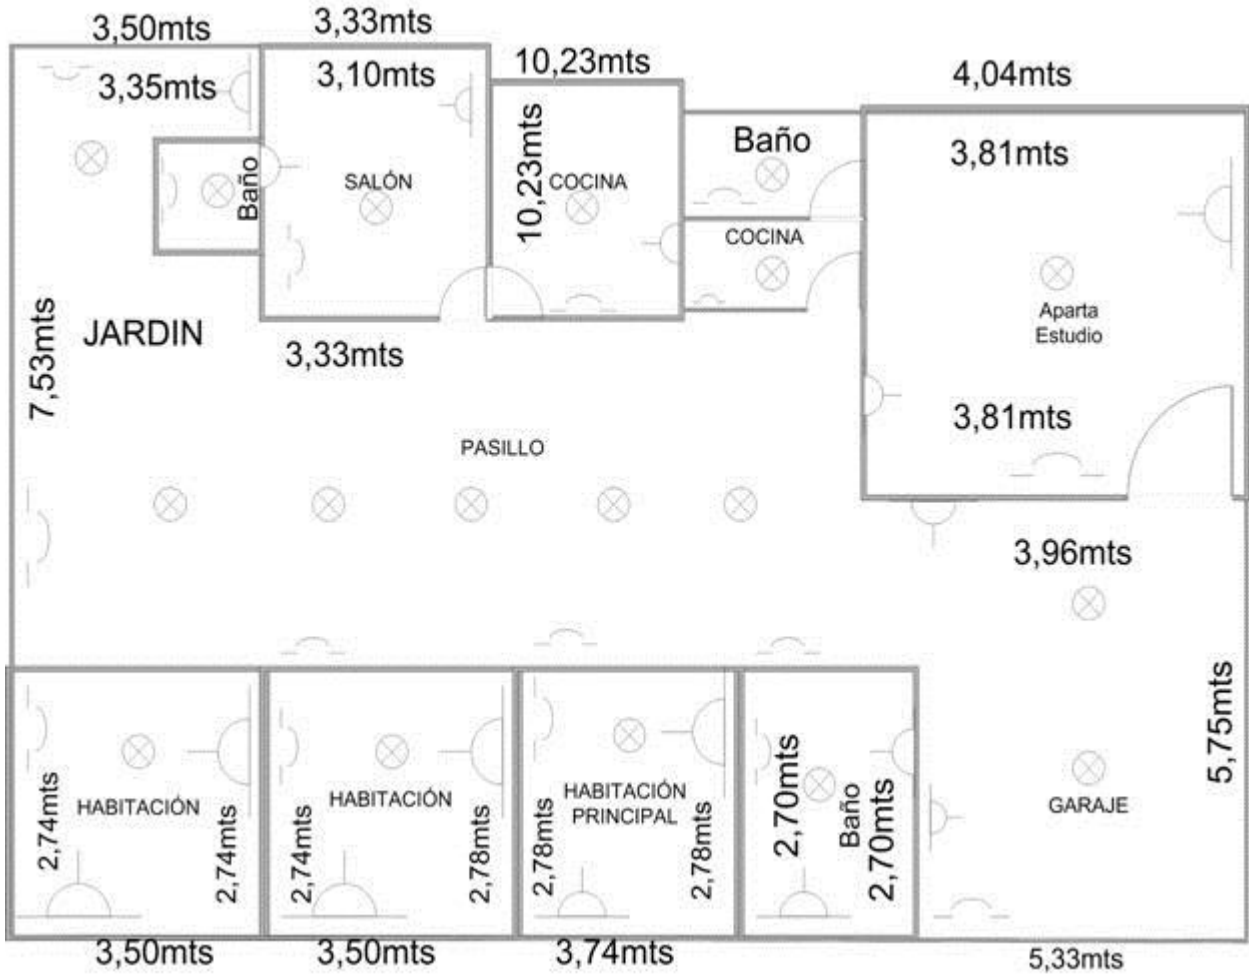 3,50mts
3,33mts
10,23mts
4,04mts
3,35mts
3,10mts
10,23mts
Baño
3,81mts
Baño
SALÓN
COCINA
COCINA
Aparta
Estudio
7,53mts
JARDIN
3,33mts
3,81mts
PASILLO
3,96mts
5,75mts
2,74mts
HABITACIÓN
2,74mts
2,74mts
HABITACIÓN
2,78mts
2,78mts
HABITACIÓN
PRINCIPAL
2,78mts
2,70mts
Baño
2,70mts
GARAJE
3,50mts
3,50mts
3,74mts
5,33mts